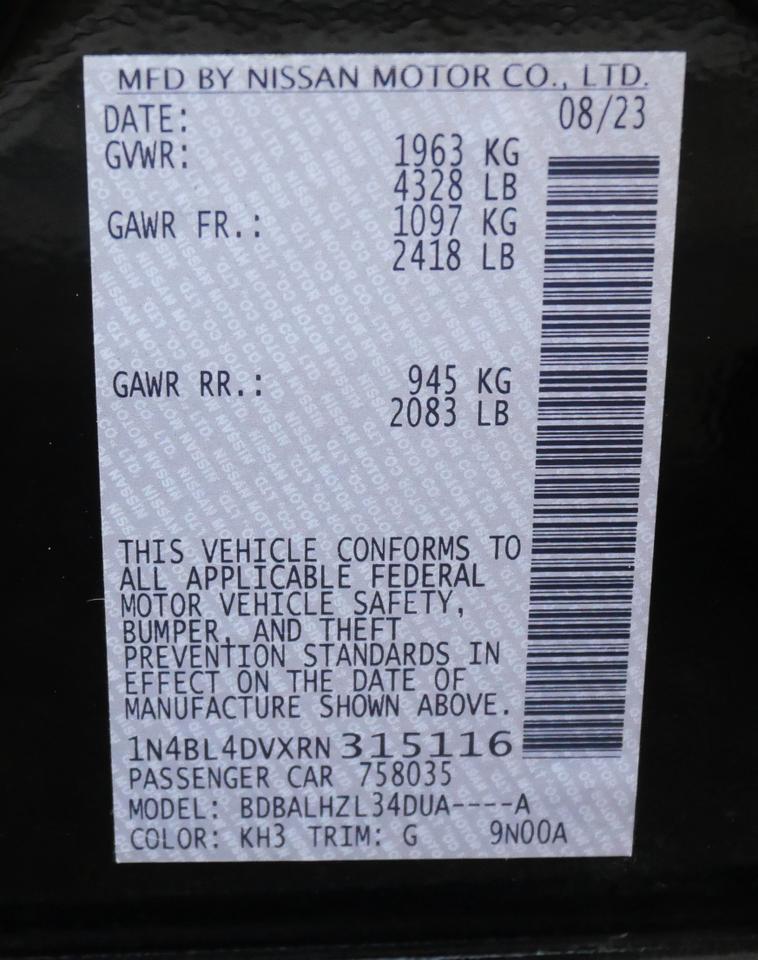 MFD BY NISSAN MOTOR CO., LTD.
DATE: 08/23
GVWR: 1963 KG
4328 LB
GAWR FR.: 1097 KG
2418 LB
GAWR RR.: 945 KG
2083 LB
THIS VEHICLE CONFORMS TO
ALL APPLICABLE FEDERAL
MOTOR VEHICLE SAFETY,
BUMPER, AND THEFT
PREVENTION STANDARDS IN
EFFECT ON THE DATE OF
MANUFACTURE SHOWN ABOVE.
1N4BL4DVXRN 315116
PASSENGER CAR 758035
MODEL: BDBALHZL34DUA----A
COLOR: KH3 TRIM: G 9N00A